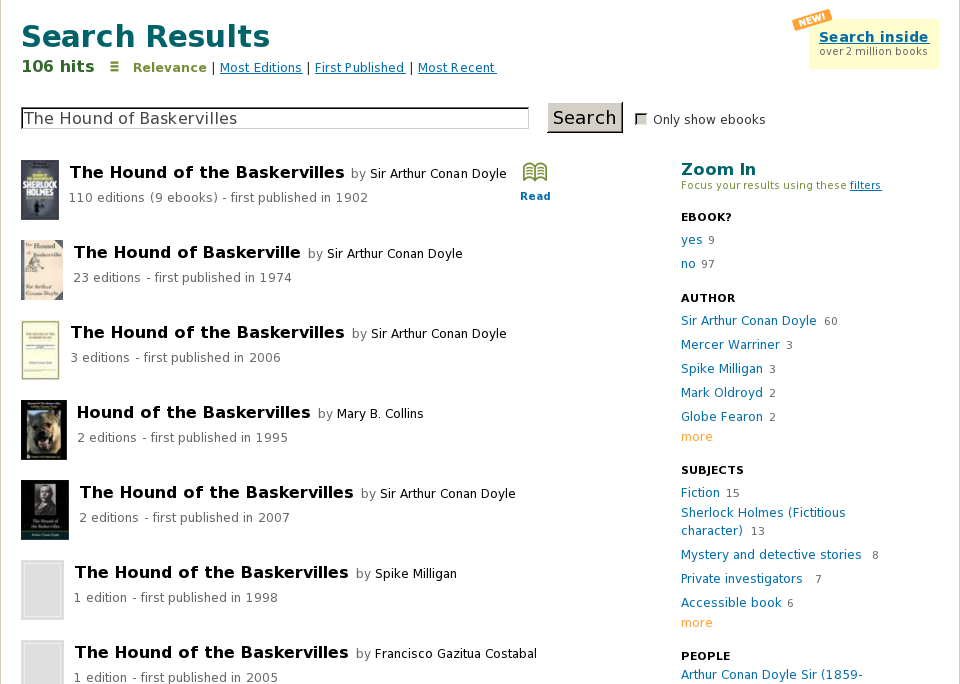 Search Results
106 hits Relevance | Most Editions | First Published | Most Recent
NEW!
Search inside
over 2 million books
The Hound of Baskervilles
Search
Only show ebooks
The Hound of the Baskervilles by Sir Arthur Conan Doyle
110 editions (9 ebooks) - first published in 1902
Read
The Hound of the Baskerville by Sir Arthur Conan Doyle
23 editions - first published in 1974
The Hound of the Baskervilles by Sir Arthur Conan Doyle
3 editions - first published in 2006
Hound of the Baskervilles by Mary B. Collins
2 editions - first published in 1995
The Hound of the Baskervilles by Sir Arthur Conan Doyle
2 editions - first published in 2007
The Hound of the Baskervilles by Spike Milligan
1 edition - first published in 1998
The Hound of the Baskervilles by Francisco Gazitua Costabal
1 edition - first published in 2005
SHERLOCK
HOLMES
Zoom In
Focus your results using these filters
EBOOK?
yes 9
no 97
AUTHOR
Sir Arthur Conan Doyle 60
Mercer Warriner 3
Spike Milligan 3
Mark Oldroyd 2
Globe Fearon 2
more
SUBJECTS
Fiction 15
Sherlock Holmes (Fictitious
character) 13
Mystery and detective stories 8
Private investigators 7
Accessible book 6
more
PEOPLE
Arthur Conan Doyle Sir (1859-